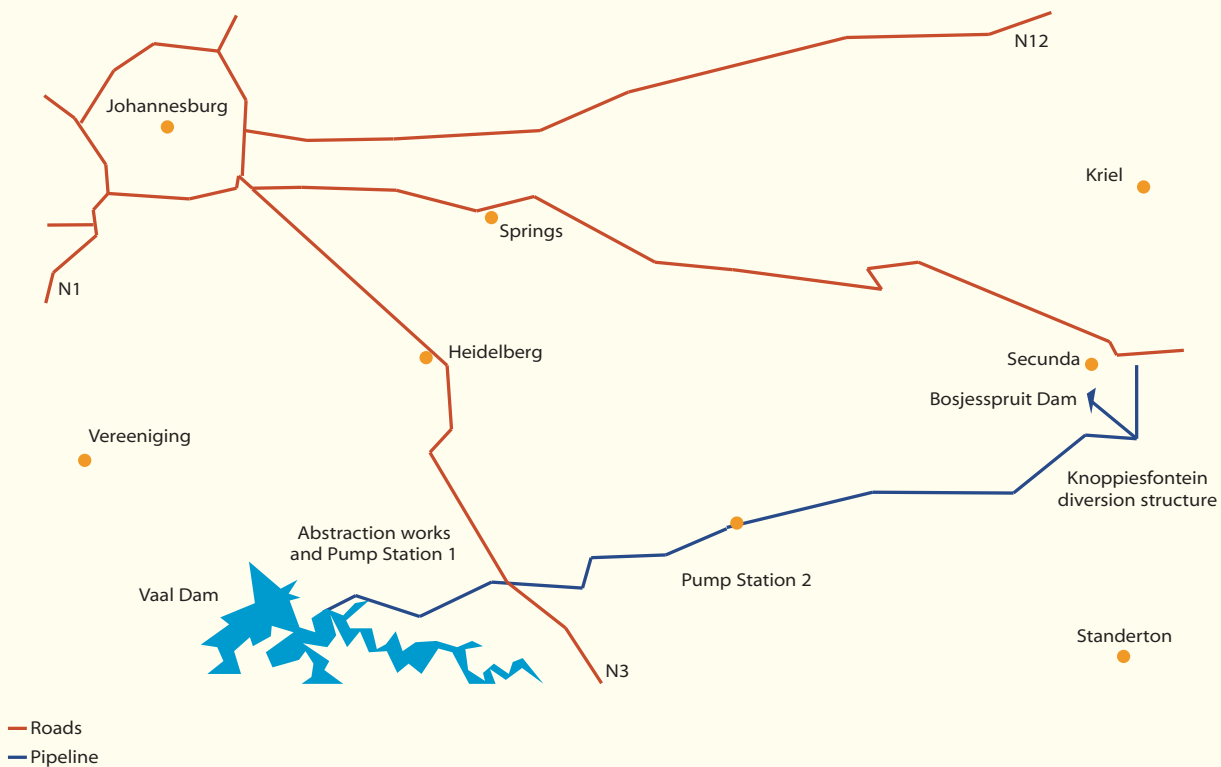 N12
Johannesburg
Kriel
Springs
N1
Heidelberg
Secunda
Bosjesspruit Dam
Vereeniging
Knoppiesfontein
diversion structure
Abstraction works
and Pump Station 1
Pump Station 2
Vaal Dam
Standerton
N3
Roads
Pipeline